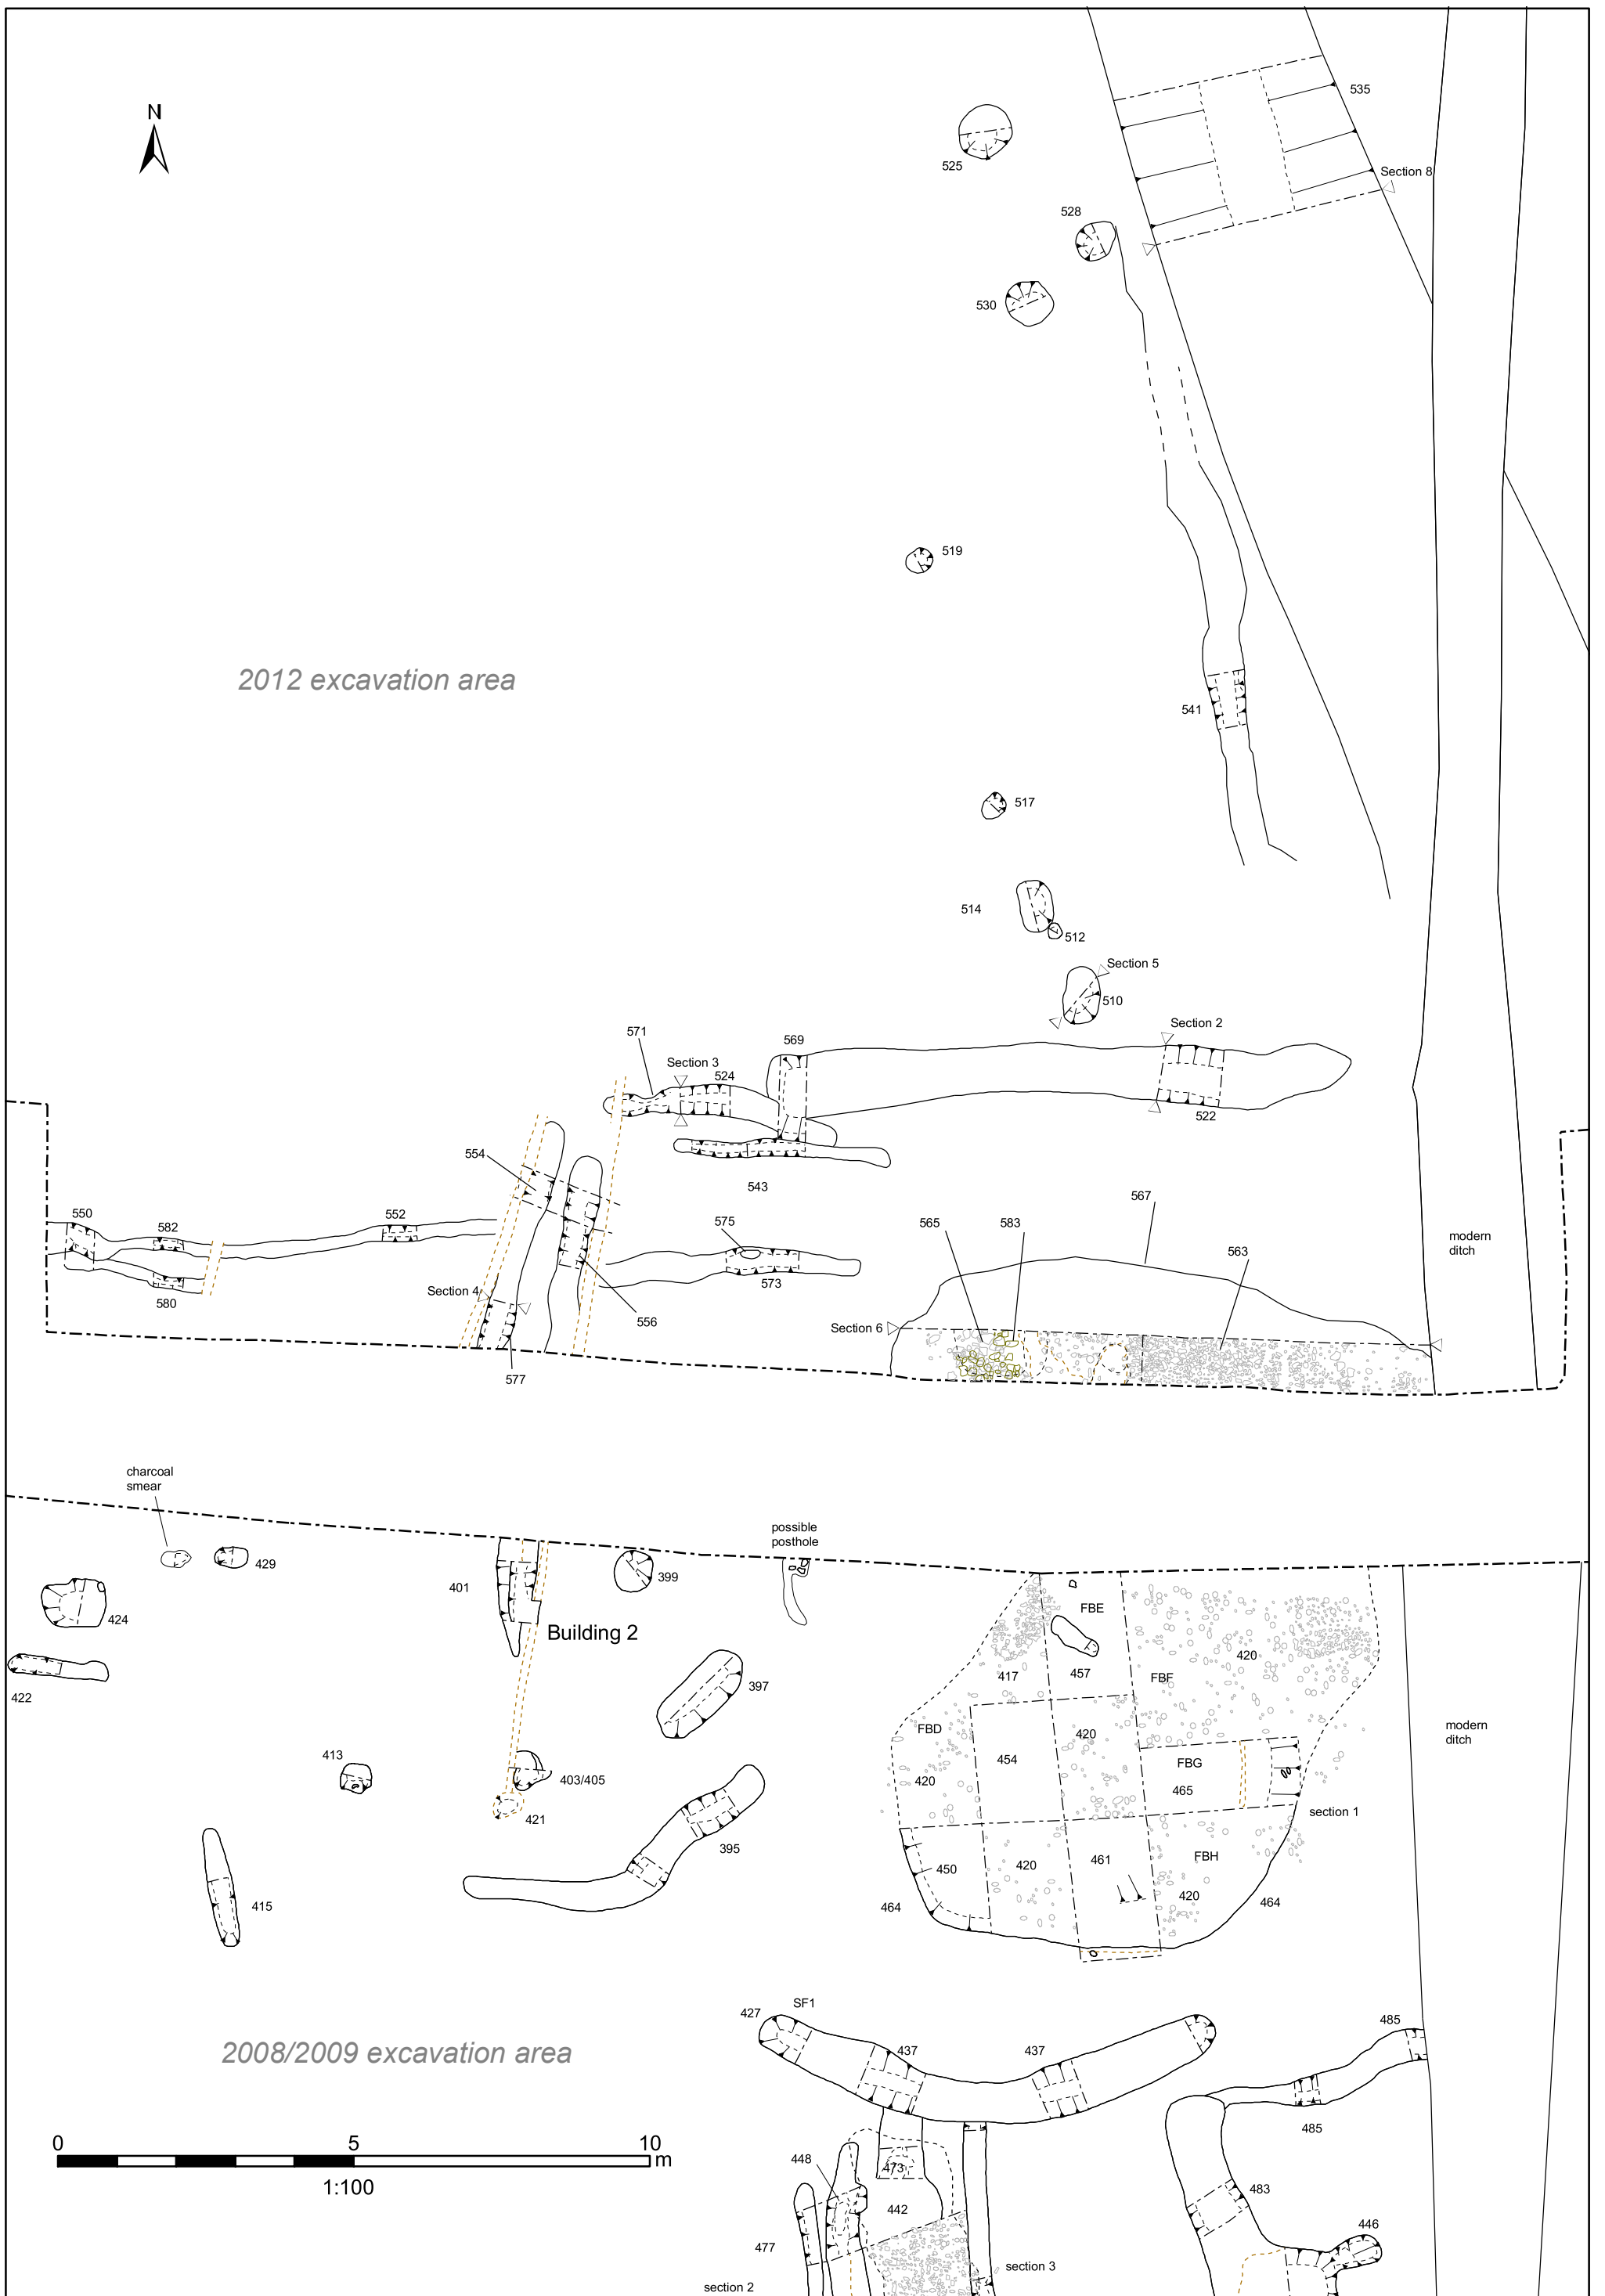 N
535
525
Section 8
528
530
519
2012 excavation area
541
517
514
512
Section 5
510
Section 2
571
569
Section 3
524
522
554
543
567
550
582
552
575
565
583
563
modern
ditch
Section 4
573
580
556
Section 6
577
charcoal
smear
possible
posthole
429
401
399
424
Building 2
FBE
422
397
417
457
FBF
420
FBD
420
413
454
FBG
403/405
420
465
421
section 1
modern
ditch
395
450
420
461
FBH
415
464
420
464
427
SF1
485
437
437
2008/2009 excavation area
485
0
5
10
m
1:100
448
473
442
483
446
477
section 3
section 2